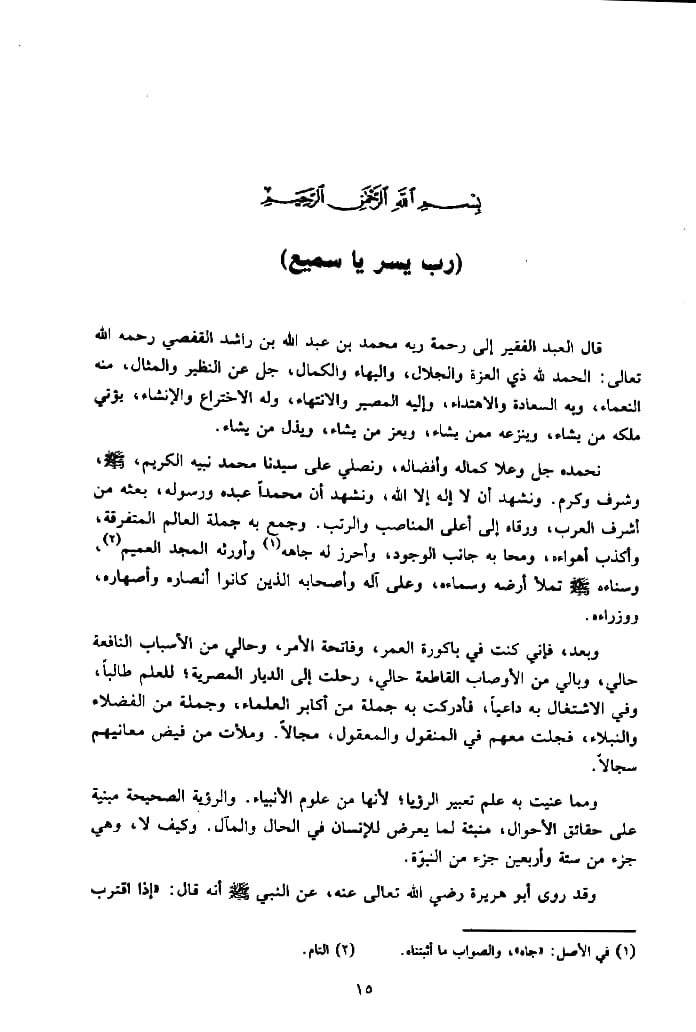 بسم الله الرحمن الرحيم
(رب يسر يا سميع)
قال العبد الفقير إلى رحمة ربه محمد بن عبد الله بن راشد القفصي رحمه الله
تعالى: الحمد لله ذي العزة والجلال، والبهاء والكمال، جل عن النظير والمثال، منه
النعماء، وبه السعادة والاهتداء، وإليه المصير والانتهاء، وله الاختراع والإنشاء، يؤتي
ملكه من يشاء، وينزعه ممن يشاء، ويعز من يشاء، ويذل من يشاء.
نحمده جل وعلا كماله وأفضاله، ونصلي على سيدنا محمد نبيه الكريم، ﷺ،
وشرف وكرم. ونشهد أن لا إله إلا الله، ونشهد أن محمداً عبده ورسوله، بعثه من
أشرف العرب، ورقاه إلى أعلى المناصب والرتب. وجمع به جملة العالم المتفرقة،
وأكذب أهواءه، ومحا به جانب الوجود، وأحرز له جاهه(١) وأورثه المجد العميم(٢)،
وسناءه ﷺ تملأ أرضه وسماءه، وعلى آله وأصحابه الذين كانوا أنصاره وأصهاره،
ووزراءه.
وبعد، فإني كنت في باكورة العمر، وفاتحة الأمر، وحالي من الأسباب النافعة
حالي، وبالي من الأوصاب القاطعة خالي، رحلت إلى الديار المصرية؛ للعلم طالباً،
وفي الاشتغال به داعياً، فأدركت به جملة من أكابر العلماء، وجملة من الفضلاء
والنبلاء، فجلت معهم في المنقول والمعقول، مجالاً. وملأت من فيض معانيهم
سجالاً.
ومما عنيت به علم تعبير الرؤيا؛ لأنها من علوم الأنبياء. والرؤية الصحيحة مبنية
على حقائق الأحوال، منبئة لما يعرض للإنسان في الحال والمآل. وكيف لا، وهي
جزء من ستة وأربعين جزء من النبوّة.
وقد روى أبو هريرة رضي الله تعالى عنه، عن النبي ﷺ أنه قال: «إذا اقترب
(١) في الأصل: «جاه»، والصواب ما أثبتناه. (٢) التام.
١٥